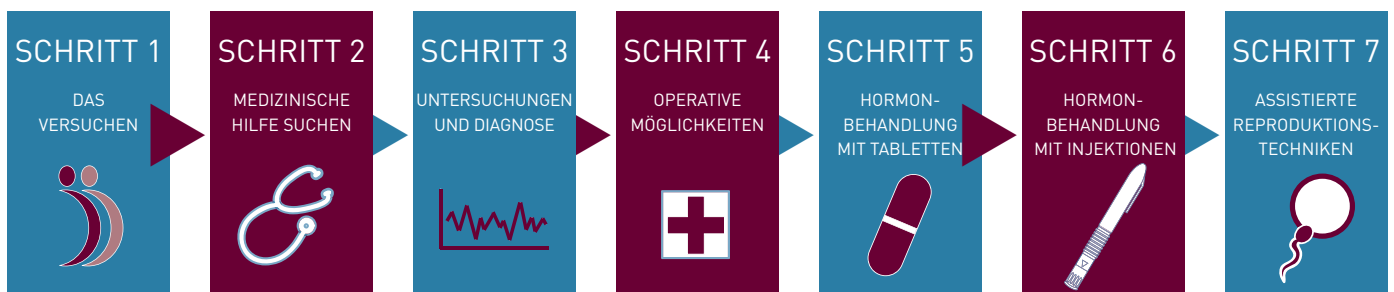 SCHRITT 1
DAS
VERSUCHEN
SCHRITT 2
MEDIZINISCHE
HILFE SUCHEN
SCHRITT 3
UNTERSUCHUNGEN
UND DIAGNOSE
SCHRITT 4
OPERATIVE
MÖGLICHKEITEN
SCHRITT 5
HORMON-
BEHANDLUNG
MIT TABLETTEN
SCHRITT 6
HORMON-
BEHANDLUNG
MIT INJEKTIONEN
SCHRITT 7
ASSISTIERTE
REPRODUKTIONS-
TECHNIKEN